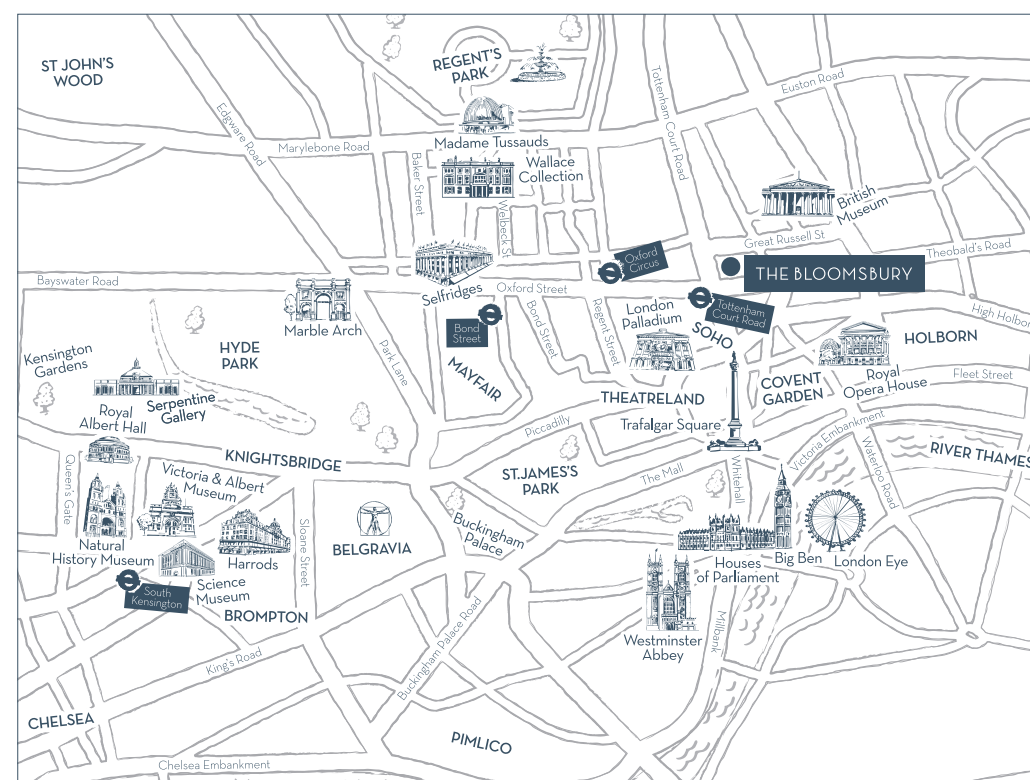 ST JOHN'S
WOOD
REGENT'S
PARK
Tottenham Court Road
Euston Road
Edgware Road
Marylebone Road
Madame Tussauds
Wallace
Collection
Baker Street
Welbeck St
British
Museum
Great Russell St
Theobald's Road
Oxford
Circus
THE BLOOMSBURY
Bayswater Road
Selfridges
Oxford Street
Marble Arch
Bond
Street
Bond Street
Regent Street
London
Palladium
Tottenham
Court Road
SOHO
High Holborn
HOLBORN
Kensington
Gardens
HYDE
PARK
Park Lane
MAYFAIR
Royal
Opera House
Fleet Street
COVENT
GARDEN
THEATRELAND
Serpentine
Gallery
Royal
Albert Hall
Piccadilly
Trafalgar Square
Victoria Embankment
Waterloo Road
RIVER THAMES
KNIGHTSBRIDGE
ST.JAMES'S
PARK
The Mall
Whitehall
Queen's Gate
Victoria & Albert
Museum
Sloane Street
BELGRAVIA
Buckingham
Palace
Natural
History Museum
Harrods
Science
Museum
South
Kensington
BROMPTON
Houses
of Parliament
Big Ben
London Eye
Westminster
Abbey
Millbank
Buckingham Palace Road
King's Road
CHELSEA
PIMLICO
Chelsea Embankment